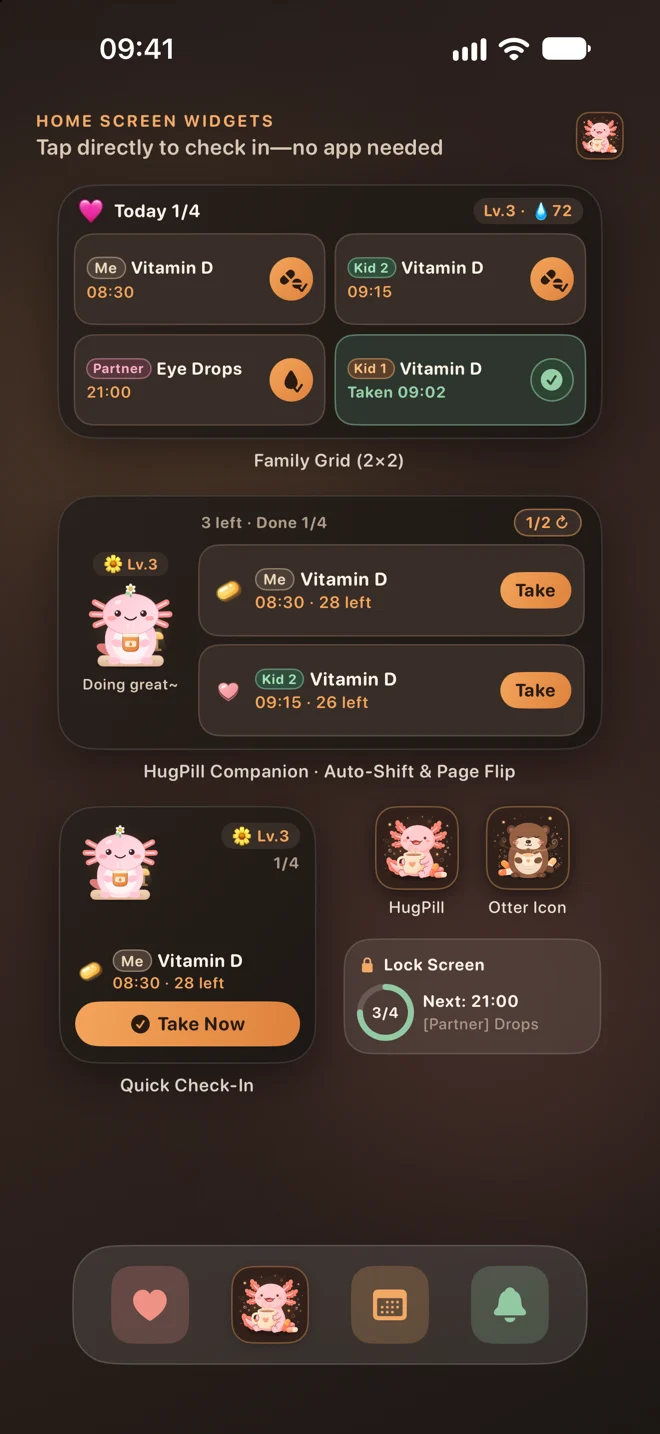 09:41
HOME SCREEN WIDGETS
Tap directly to check in—no app needed
Today 1/4
Lv.3 · 💧72
Me Vitamin D
08:30
Kid 2 Vitamin D
09:15
Partner Eye Drops
21:00
Kid 1 Vitamin D
Taken 09:02
Family Grid (2×2)
3 left · Done 1/4
1/2 ↻
Lv.3
Doing great~
Me Vitamin D
08:30 · 28 left
Take
Kid 2 Vitamin D
09:15 · 26 left
Take
HugPill Companion · Auto-Shift & Page Flip
Lv.3
1/4
Me Vitamin D
08:30 · 28 left
Take Now
Quick Check-In
HugPill
Otter Icon
Lock Screen
3/4
Next: 21:00
[Partner] Drops